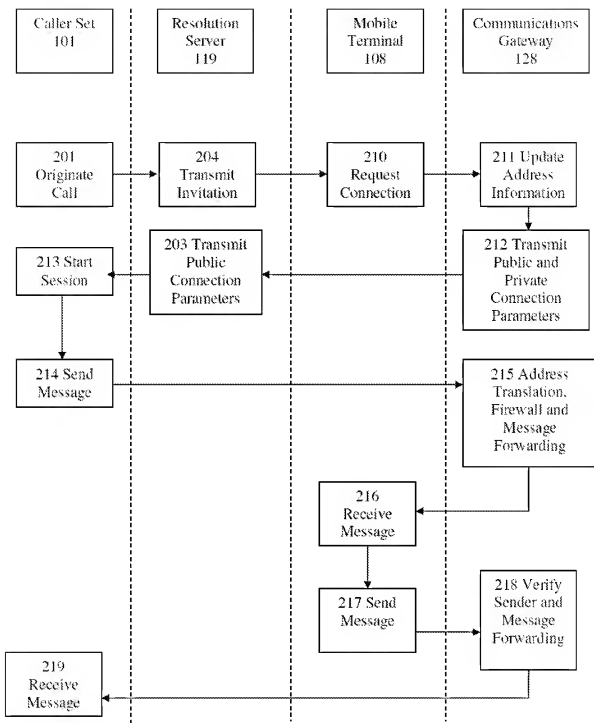 Caller Set
101
Resolution
Server
119
Mobile
Terminal
108
Communications
Gateway
128
201
Originate
Call
204
Transmit
Invitation
210
Request
Connection
211 Update
Address
Information
213 Start
Session
203 Transmit
Public
Connection
Parameters
212 Transmit
Public and
Private
Connection
Parameters
214 Send
Message
215 Address
Translation,
Firewall and
Message
Forwarding
216
Receive
Message
217 Send
Message
218 Verify
Sender and
Message
Forwarding
219
Receive
Message